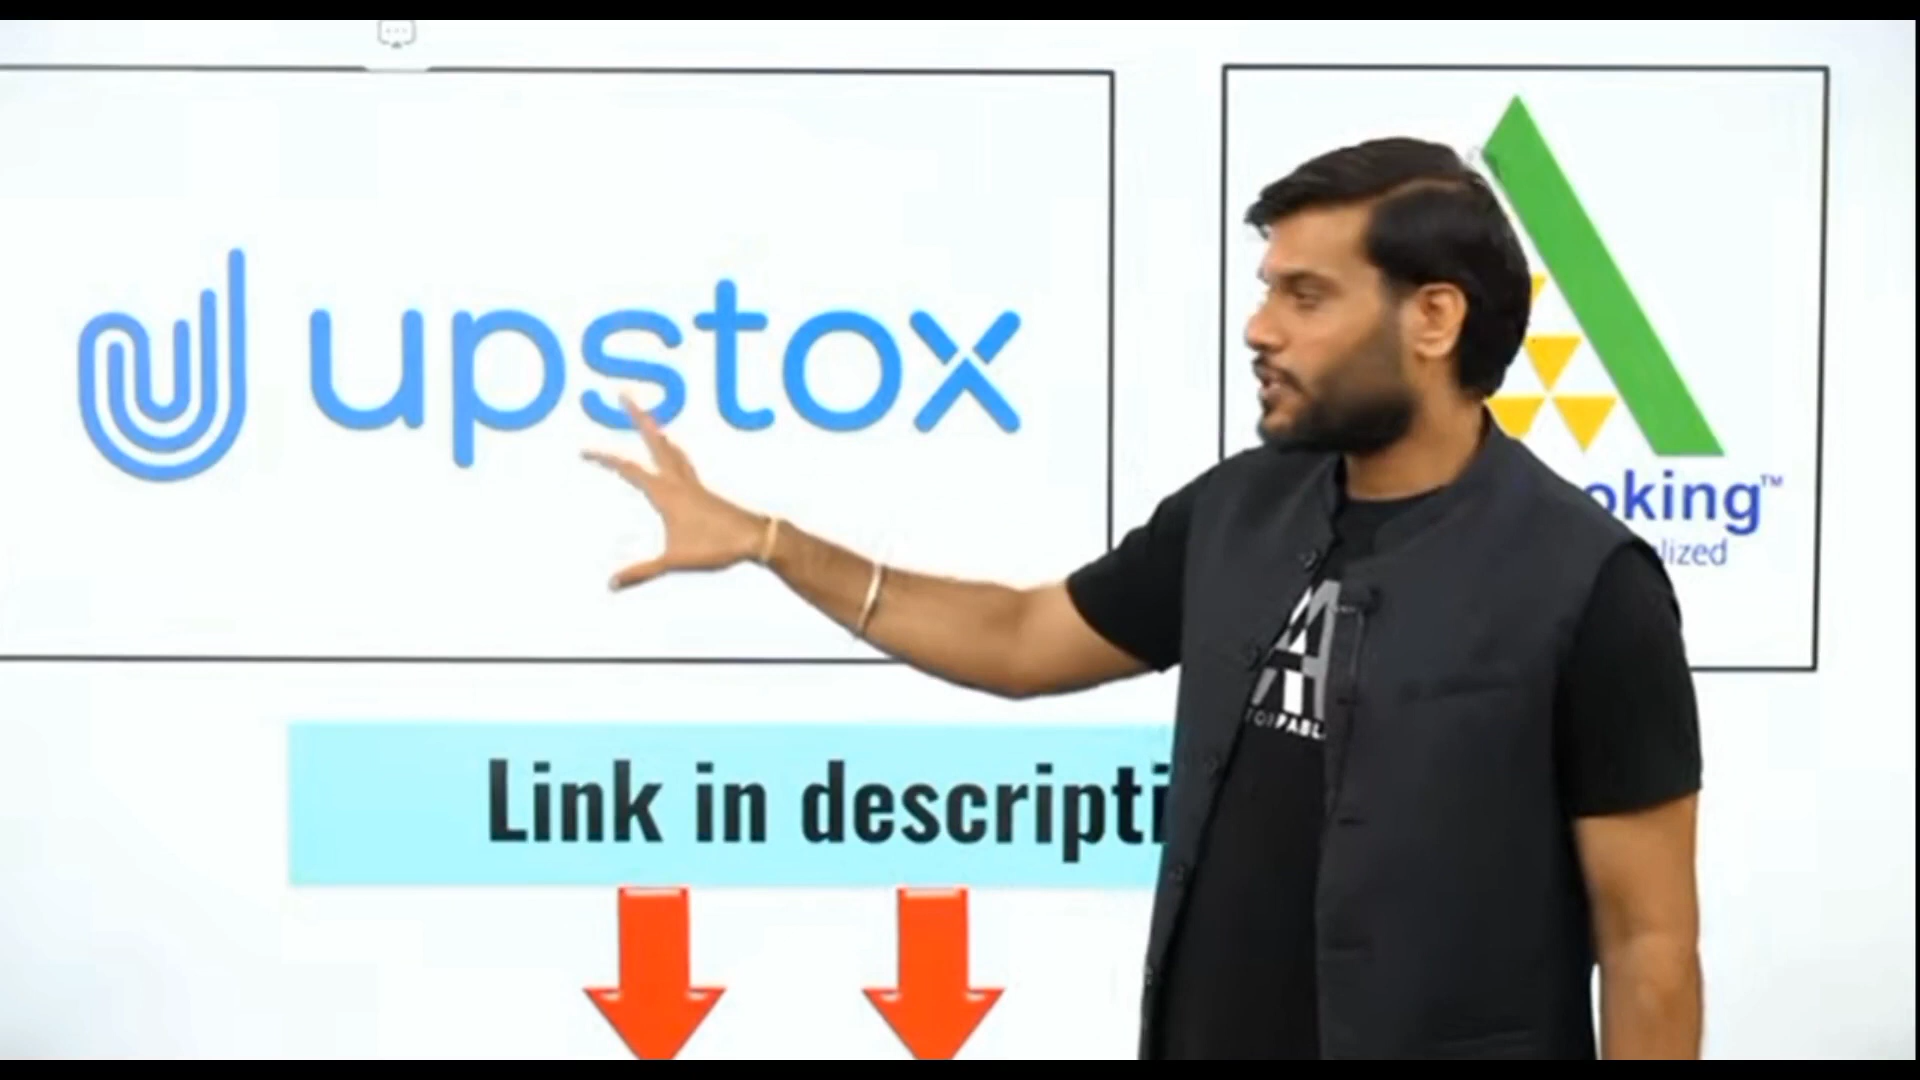 upstox
oking™
lized
Link in descripti